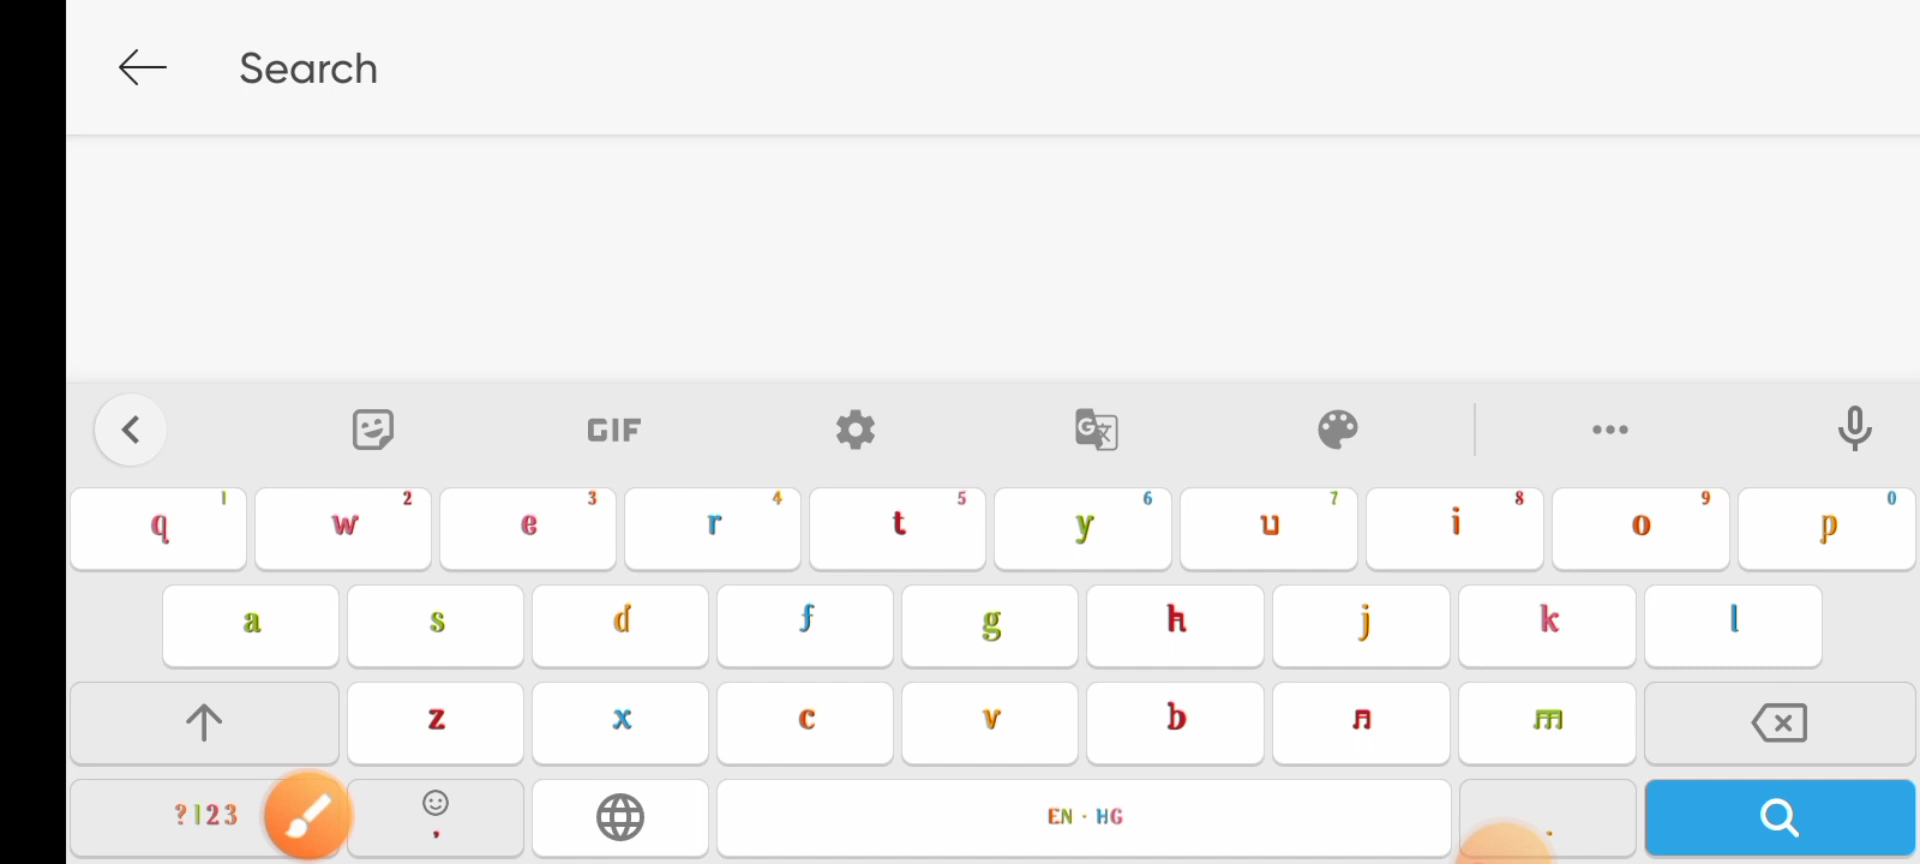 Search
GIF
q 1 w 2 e 3 r 4 t 5 y 6 u 7 i 8 o 9 p 0
a s d f g h j k l
z x c v b n m
?123 , EN · HG .